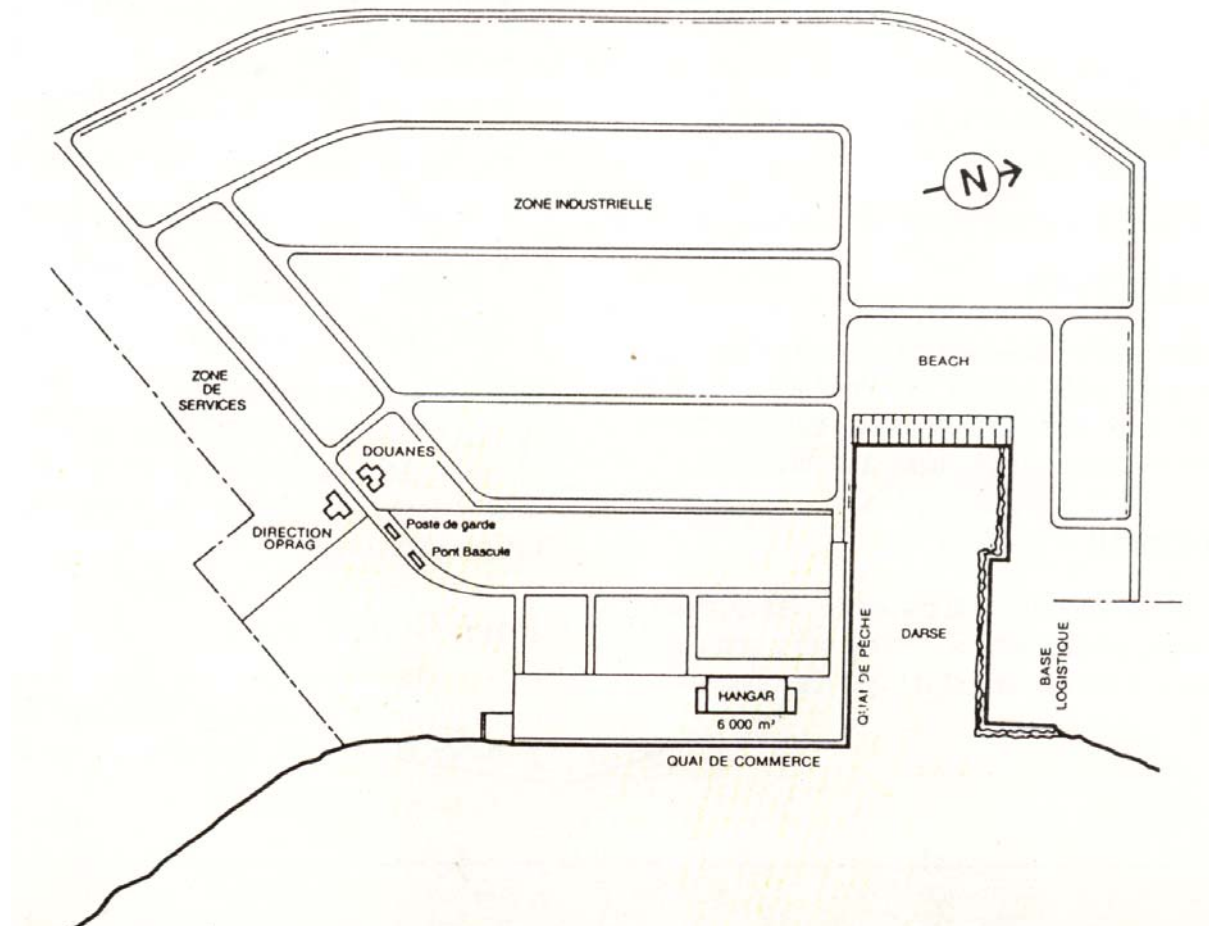 N
ZONE INDUSTRIELLE
BEACH
ZONE
DE
SERVICES
DOUANES
DIRECTION
OPRAG
Poste de garde
Pont Bascule
QUAI DE PÊCHE
DARSE
BASE
LOGISTIQUE
HANGAR
6 000 m²
QUAI DE COMMERCE